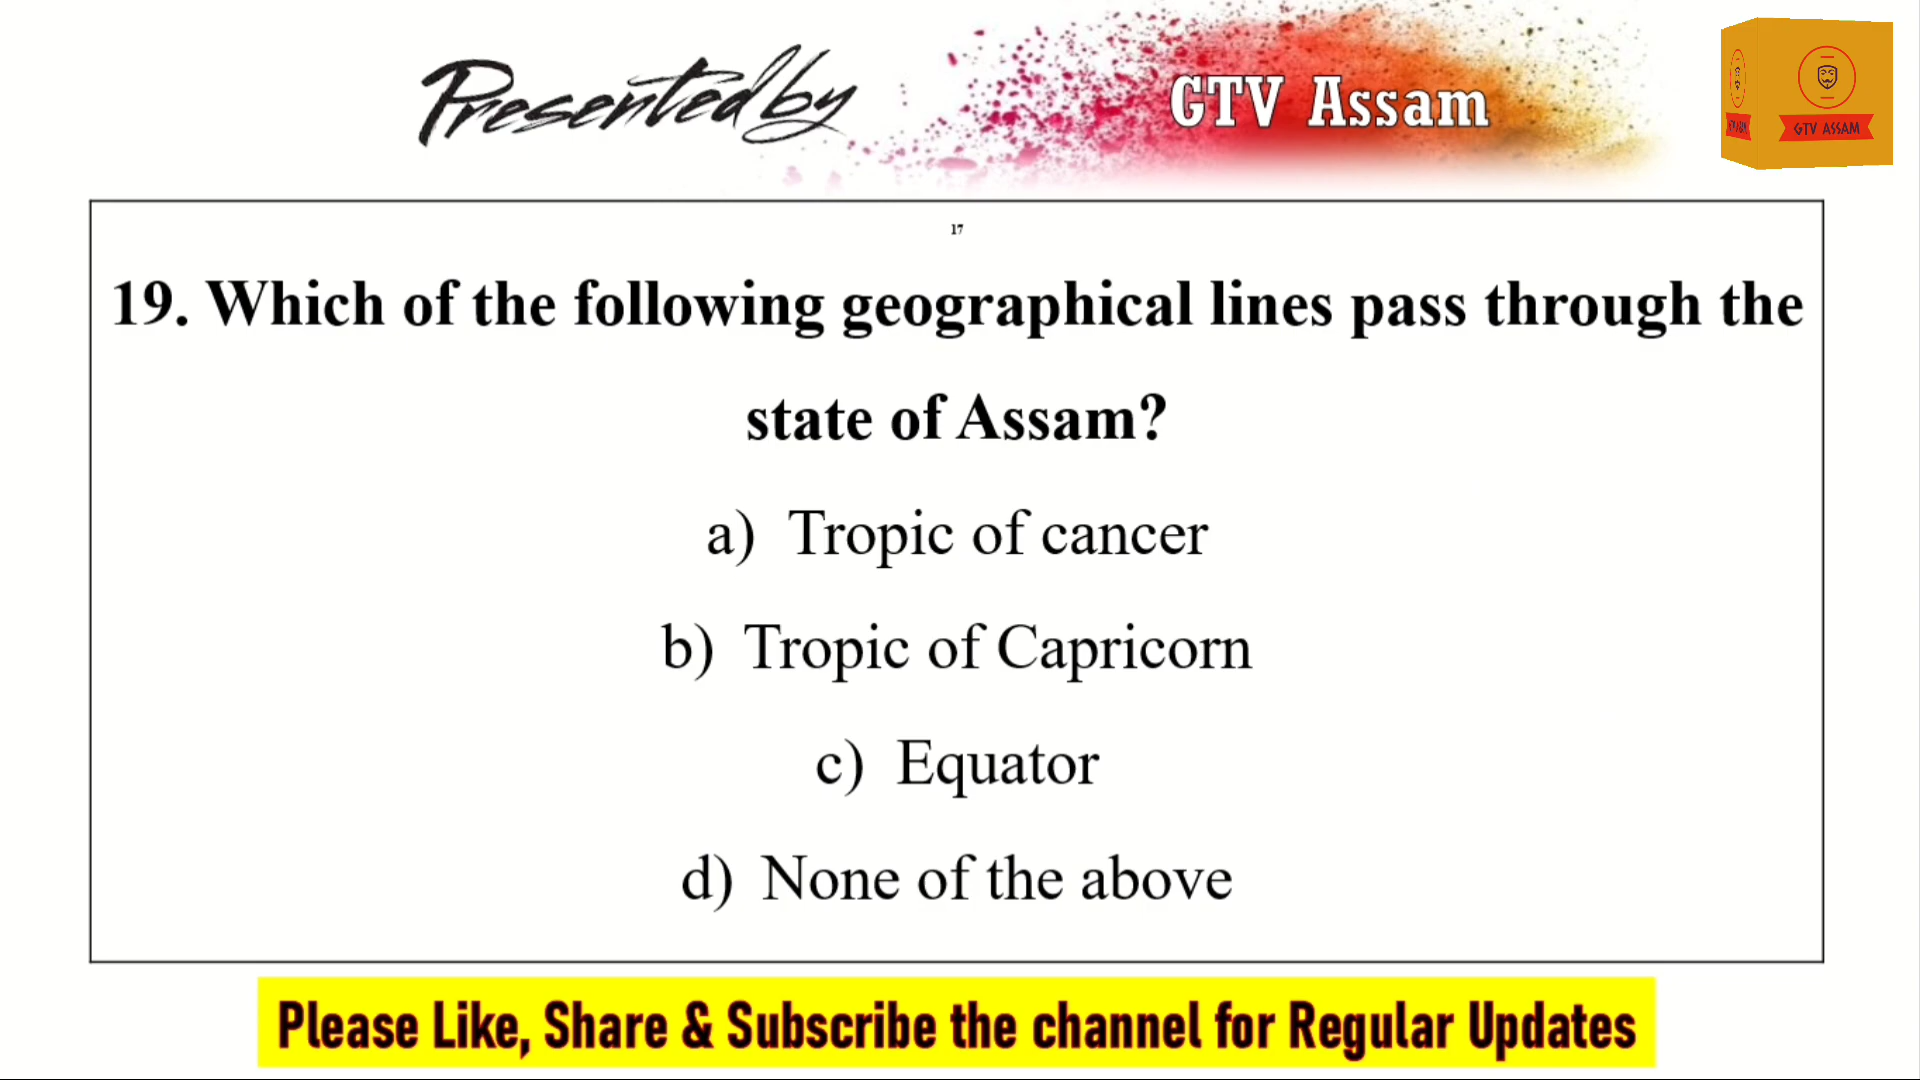 Presented by
GTV Assam
GTV ASSAM
17
19. Which of the following geographical lines pass through the
state of Assam?
a) Tropic of cancer
b) Tropic of Capricorn
c) Equator
d) None of the above
Please Like, Share & Subscribe the channel for Regular Updates